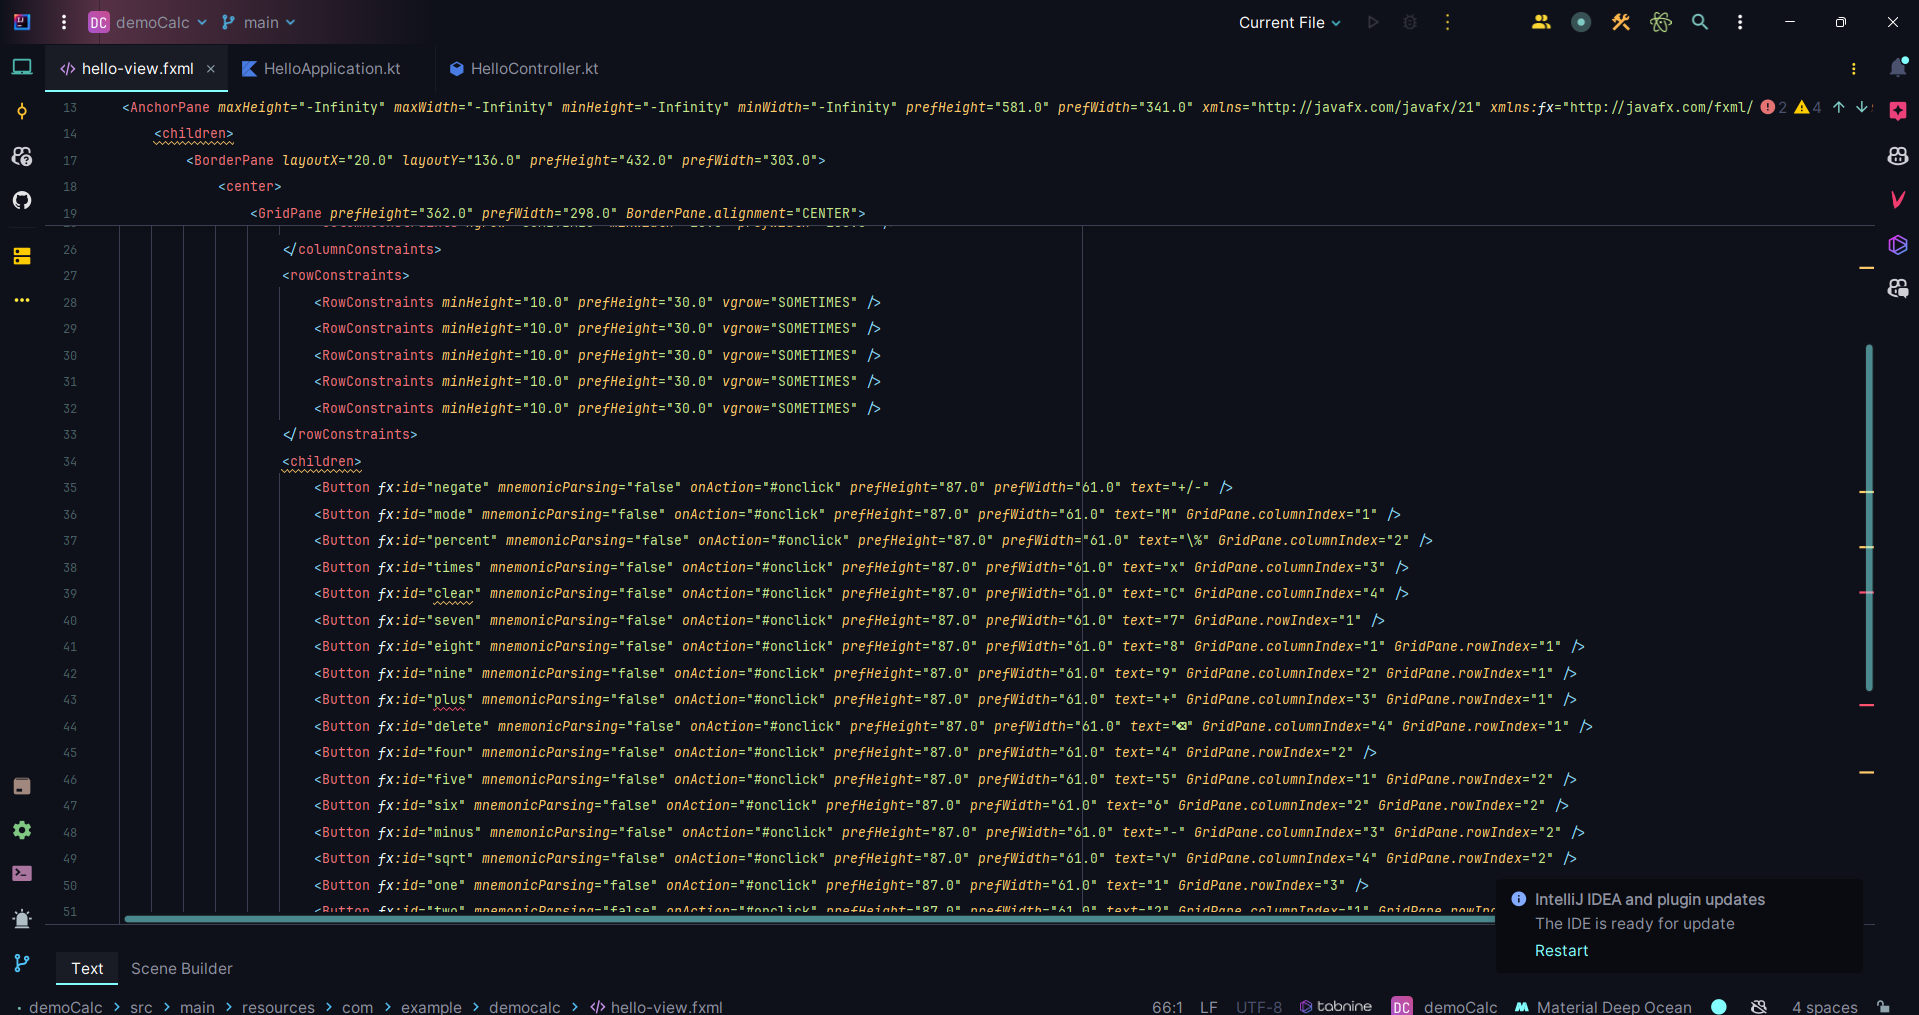 DC demoCalc main Current File
hello-view.fxml HelloApplication.kt HelloController.kt
13 <AnchorPane maxHeight="-Infinity" maxWidth="-Infinity" minHeight="-Infinity" minWidth="-Infinity" prefHeight="581.0" prefWidth="341.0" xmlns="http://javafx.com/javafx/21" xmlns:fx="http://javafx.com/fxml/ 2 4
14 <children>
17 <BorderPane layoutX="20.0" layoutY="136.0" prefHeight="432.0" prefWidth="303.0">
18 <center>
19 <GridPane prefHeight="362.0" prefWidth="298.0" BorderPane.alignment="CENTER">
26 </columnConstraints>
27 <rowConstraints>
28 <RowConstraints minHeight="10.0" prefHeight="30.0" vgrow="SOMETIMES" />
29 <RowConstraints minHeight="10.0" prefHeight="30.0" vgrow="SOMETIMES" />
30 <RowConstraints minHeight="10.0" prefHeight="30.0" vgrow="SOMETIMES" />
31 <RowConstraints minHeight="10.0" prefHeight="30.0" vgrow="SOMETIMES" />
32 <RowConstraints minHeight="10.0" prefHeight="30.0" vgrow="SOMETIMES" />
33 </rowConstraints>
34 <children>
35 <Button fx:id="negate" mnemonicParsing="false" onAction="#onclick" prefHeight="87.0" prefWidth="61.0" text="+/-" />
36 <Button fx:id="mode" mnemonicParsing="false" onAction="#onclick" prefHeight="87.0" prefWidth="61.0" text="M" GridPane.columnIndex="1" />
37 <Button fx:id="percent" mnemonicParsing="false" onAction="#onclick" prefHeight="87.0" prefWidth="61.0" text="\%" GridPane.columnIndex="2" />
38 <Button fx:id="times" mnemonicParsing="false" onAction="#onclick" prefHeight="87.0" prefWidth="61.0" text="x" GridPane.columnIndex="3" />
39 <Button fx:id="clear" mnemonicParsing="false" onAction="#onclick" prefHeight="87.0" prefWidth="61.0" text="C" GridPane.columnIndex="4" />
40 <Button fx:id="seven" mnemonicParsing="false" onAction="#onclick" prefHeight="87.0" prefWidth="61.0" text="7" GridPane.rowIndex="1" />
41 <Button fx:id="eight" mnemonicParsing="false" onAction="#onclick" prefHeight="87.0" prefWidth="61.0" text="8" GridPane.columnIndex="1" GridPane.rowIndex="1" />
42 <Button fx:id="nine" mnemonicParsing="false" onAction="#onclick" prefHeight="87.0" prefWidth="61.0" text="9" GridPane.columnIndex="2" GridPane.rowIndex="1" />
43 <Button fx:id="plus" mnemonicParsing="false" onAction="#onclick" prefHeight="87.0" prefWidth="61.0" text="+" GridPane.columnIndex="3" GridPane.rowIndex="1" />
44 <Button fx:id="delete" mnemonicParsing="false" onAction="#onclick" prefHeight="87.0" prefWidth="61.0" text="⌫" GridPane.columnIndex="4" GridPane.rowIndex="1" />
45 <Button fx:id="four" mnemonicParsing="false" onAction="#onclick" prefHeight="87.0" prefWidth="61.0" text="4" GridPane.rowIndex="2" />
46 <Button fx:id="five" mnemonicParsing="false" onAction="#onclick" prefHeight="87.0" prefWidth="61.0" text="5" GridPane.columnIndex="1" GridPane.rowIndex="2" />
47 <Button fx:id="six" mnemonicParsing="false" onAction="#onclick" prefHeight="87.0" prefWidth="61.0" text="6" GridPane.columnIndex="2" GridPane.rowIndex="2" />
48 <Button fx:id="minus" mnemonicParsing="false" onAction="#onclick" prefHeight="87.0" prefWidth="61.0" text="-" GridPane.columnIndex="3" GridPane.rowIndex="2" />
49 <Button fx:id="sqrt" mnemonicParsing="false" onAction="#onclick" prefHeight="87.0" prefWidth="61.0" text="√" GridPane.columnIndex="4" GridPane.rowIndex="2" />
50 <Button fx:id="one" mnemonicParsing="false" onAction="#onclick" prefHeight="87.0" prefWidth="61.0" text="1" GridPane.rowIndex="3" />
51 <Button fx:id="two" mnemonicParsing="false" onAction="#onclick" prefHeight="87.0" prefWidth="61.0" text="2" GridPane.columnIndex="1"
IntelliJ IDEA and plugin updates
The IDE is ready for update
Restart
Text Scene Builder
demoCalc > src > main > resources > com > example > democalc > hello-view.fxml 66:1 LF UTF-8 tabnine DC demoCalc Material Deep Ocean 4 spaces